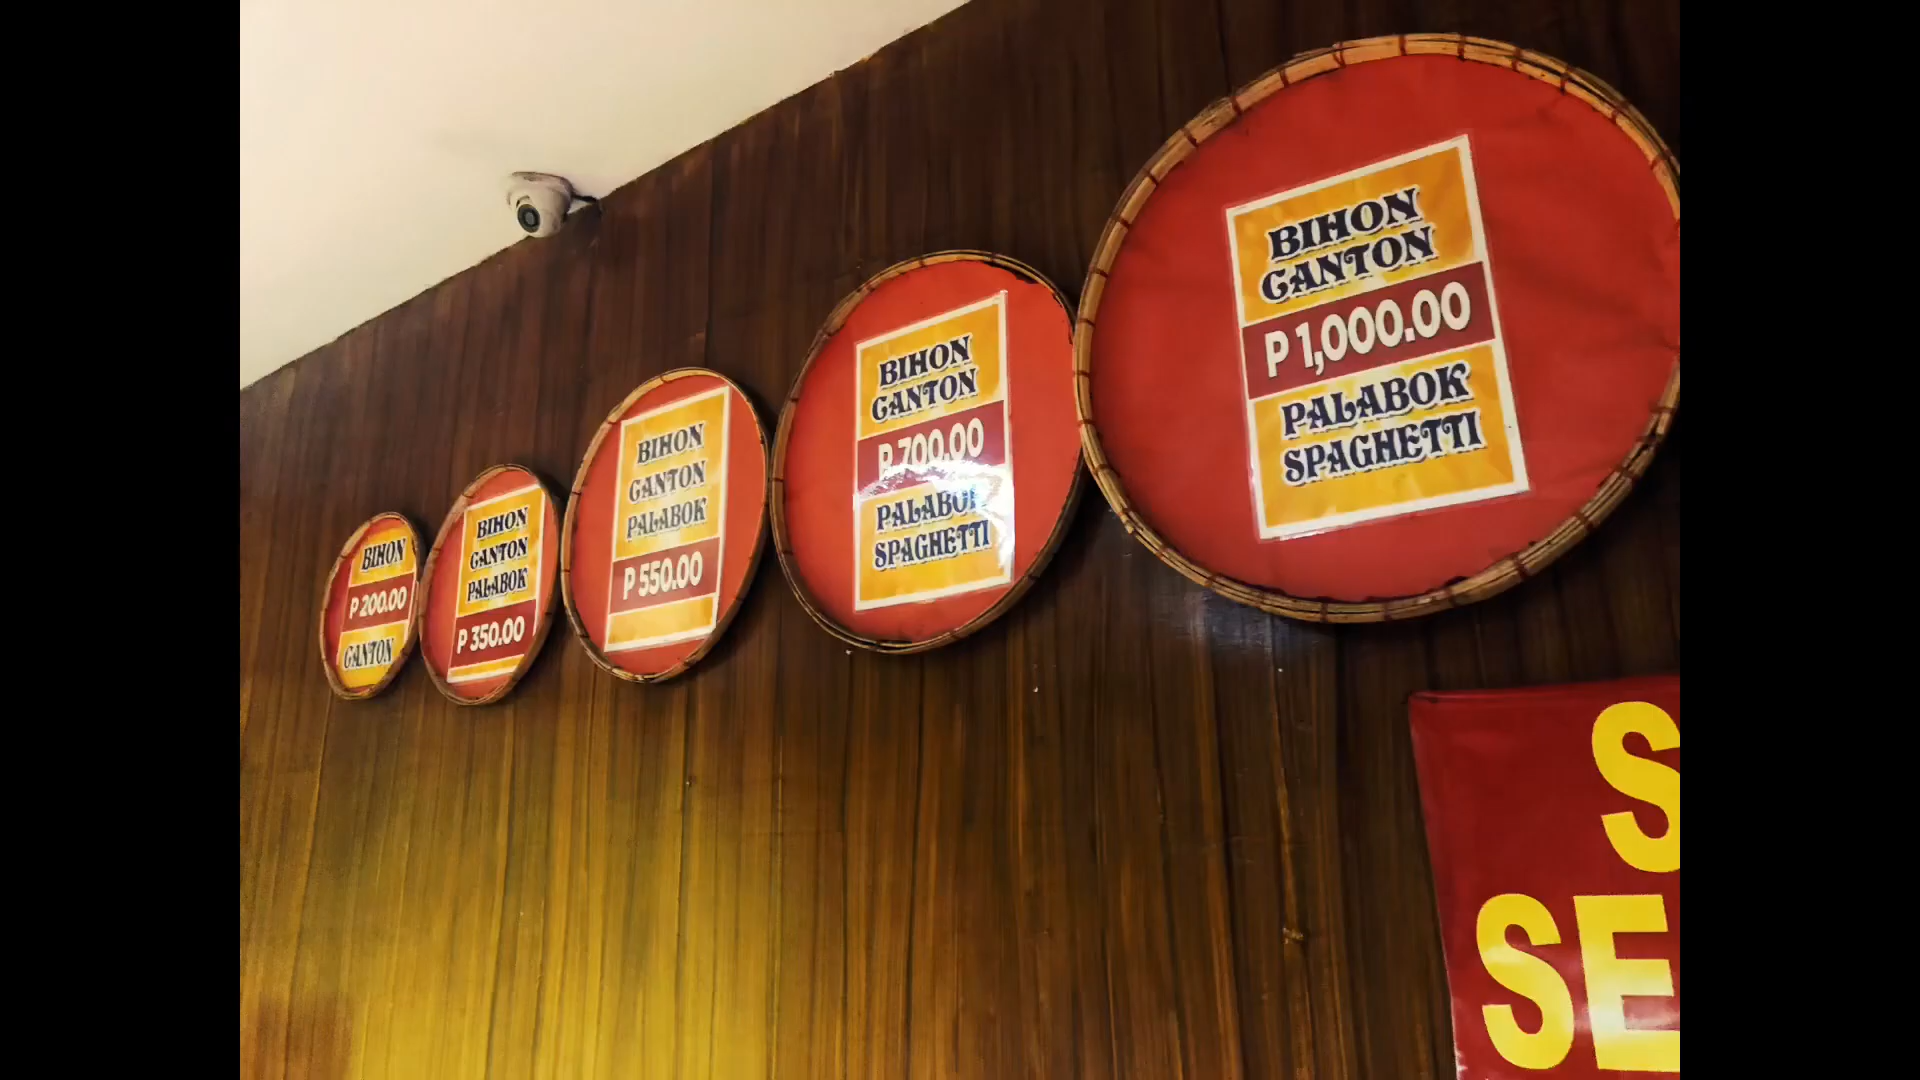 BIHON
P 200.00
CANTON
BIHON
CANTON
PALABOK
P 350.00
BIHON
CANTON
PALABOK
P 550.00
BIHON
CANTON
P 700.00
PALABOK
SPAGHETTI
BIHON
CANTON
P 1,000.00
PALABOK
SPAGHETTI
S
SE